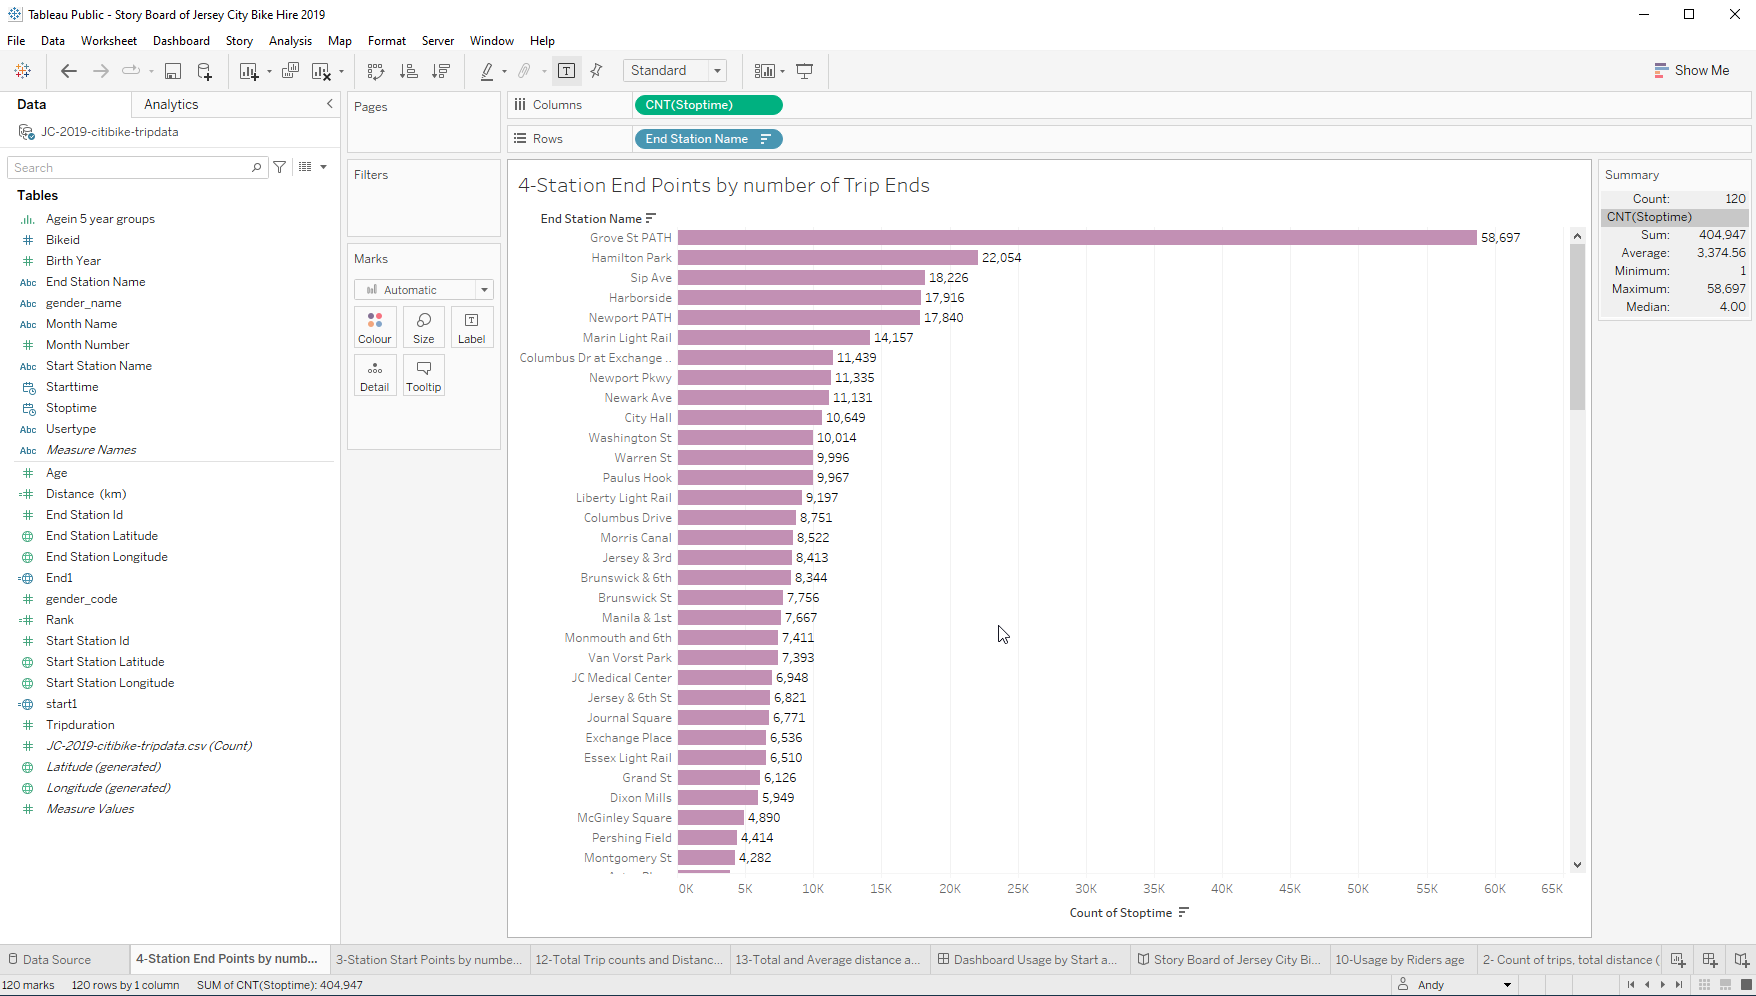 Tableau Public - Story Board of Jersey City Bike Hire 2019
File Data Worksheet Dashboard Story Analysis Map Format Server Window Help
Standard
Show Me
Data Analytics
JC-2019-citibike-tripdata
Search
Tables
Agein 5 year groups
Bikeid
Birth Year
Abc End Station Name
Abc gender_name
Abc Month Name
Month Number
Abc Start Station Name
Starttime
Stoptime
Abc Usertype
Abc Measure Names
Age
Distance (km)
End Station Id
End Station Latitude
End Station Longitude
End1
gender_code
Rank
Start Station Id
Start Station Latitude
Start Station Longitude
start1
Tripduration
JC-2019-citibike-tripdata.csv (Count)
Latitude (generated)
Longitude (generated)
Measure Values
Pages
Filters
Marks
Automatic
Colour Size Label
Detail Tooltip
Columns CNT(Stoptime)
Rows End Station Name
4-Station End Points by number of Trip Ends
End Station Name
Grove St PATH 58,697
Hamilton Park 22,054
Sip Ave 18,226
Harborside 17,916
Newport PATH 17,840
Marin Light Rail 14,157
Columbus Dr at Exchange .. 11,439
Newport Pkwy 11,335
Newark Ave 11,131
City Hall 10,649
Washington St 10,014
Warren St 9,996
Paulus Hook 9,967
Liberty Light Rail 9,197
Columbus Drive 8,751
Morris Canal 8,522
Jersey & 3rd 8,413
Brunswick & 6th 8,344
Brunswick St 7,756
Manila & 1st 7,667
Monmouth and 6th 7,411
Van Vorst Park 7,393
JC Medical Center 6,948
Jersey & 6th St 6,821
Journal Square 6,771
Exchange Place 6,536
Essex Light Rail 6,510
Grand St 6,126
Dixon Mills 5,949
McGinley Square 4,890
Pershing Field 4,414
Montgomery St 4,282
0K 5K 10K 15K 20K 25K 30K 35K 40K 45K 50K 55K 60K 65K
Count of Stoptime
Summary
Count: 120
CNT(Stoptime)
Sum: 404,947
Average: 3,374.56
Minimum: 1
Maximum: 58,697
Median: 4.00
Data Source 4-Station End Points by numb... 3-Station Start Points by numbe... 12-Total Trip counts and Distanc... 13-Total and Average distance a... Dashboard Usage by Start a... Story Board of Jersey City Bi... 10-Usage by Riders age 2- Count of trips, total distance (
120 marks 120 rows by 1 column SUM of CNT(Stoptime): 404,947 Andy